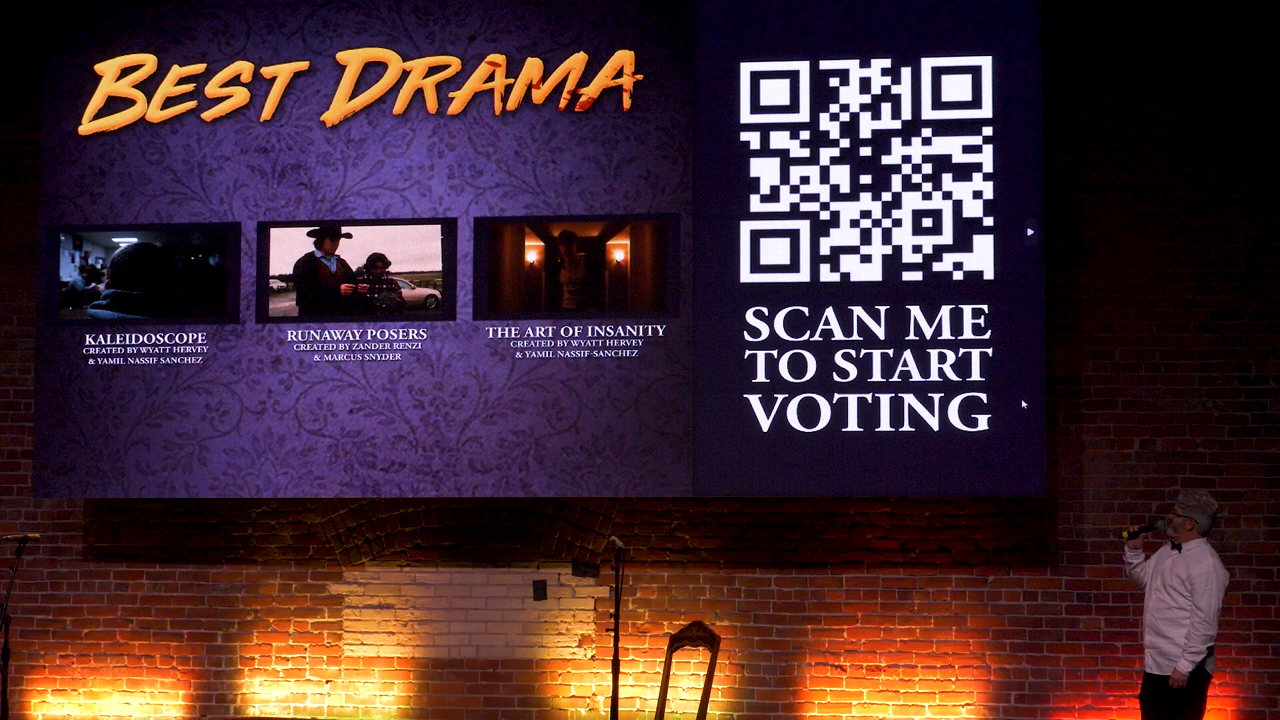 BEST DRAMA
KALEIDOSCOPE
CREATED BY WYATT HERVEY
& YAMIL NASSIF-SANCHEZ
RUNAWAY POSERS
CREATED BY ZANDER RENZI
& MARCUS SNYDER
THE ART OF INSANITY
CREATED BY WYATT HERVEY
& YAMIL NASSIF-SANCHEZ
SCAN ME
TO START
VOTING